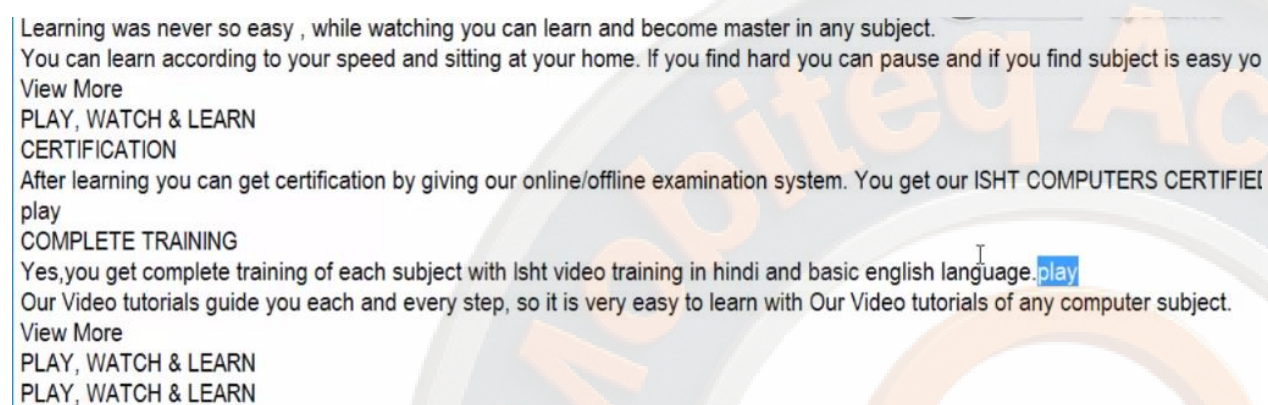 Learning was never so easy , while watching you can learn and become master in any subject.
You can learn according to your speed and sitting at your home. If you find hard you can pause and if you find subject is easy yo
View More
PLAY, WATCH & LEARN
CERTIFICATION
After learning you can get certification by giving our online/offline examination system. You get our ISHT COMPUTERS CERTIFIED
play
COMPLETE TRAINING
Yes,you get complete training of each subject with Isht video training in hindi and basic english language.play
Our Video tutorials guide you each and every step, so it is very easy to learn with Our Video tutorials of any computer subject.
View More
PLAY, WATCH & LEARN
PLAY, WATCH & LEARN
Mobiteq Ac